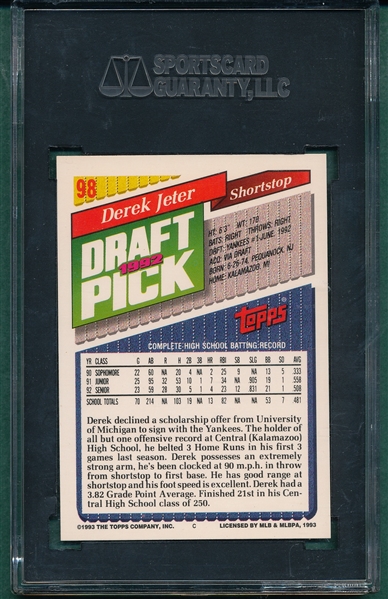 SPORTSCARD
GUARANTY, LLC
98
Derek Jeter
Shortstop
DRAFT
1992
PICK
HT: 6'3" WT: 178
BATS: RIGHT THROWS: RIGHT
DRAFT: YANKEES #1-JUNE, 1992
ACQ: VIA DRAFT
BORN: 6-26-74, PEQUANOCK, NJ
HOME: KALAMAZOO, MI
Topps
COMPLETE HIGH SCHOOL BATTING RECORD
YR CLASS G AB R H 2B 3B HR RBI SB SLG BB SO AVG
90 SOPHOMORE 22 60 NA 20 4 NA 2 25 9 NA 5 3 .333
91 JUNIOR 25 95 NA 53 10 NA 7 34 NA .905 19 1 .558
92 SENIOR 23 59 NA 30 5 NA 4 23 12 .831 21 1 .508
SCHOOL TOTALS 70 214 NA 103 19 NA 13 82 NA NA 53 7 .481
Derek declined a scholarship offer from University
of Michigan to sign with the Yankees. The holder of
all but one offensive record at Central (Kalamazoo)
High School, he belted 3 Home Runs in his first 3
games last season. Derek possesses an extremely
strong arm, he's been clocked at 90 m.p.h. in throw
from shortstop to first base. He has good range at
shortstop and his foot speed is excellent. Derek had a
3.82 Grade Point Average. Finished 21st in his Cen-
tral High School class of 250.
©1993 THE TOPPS COMPANY, INC. C LICENSED BY MLB & MLBPA, 1993